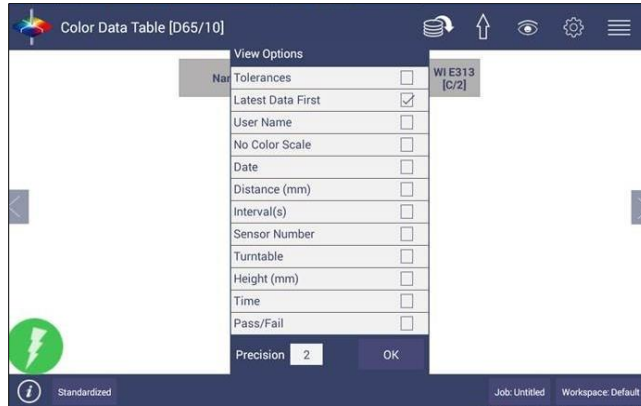 Color Data Table [D65/10]
View Options
Nar
WI E313
[C/2]
Tolerances
Latest Data First
User Name
No Color Scale
Date
Distance (mm)
Interval(s)
Sensor Number
Turntable
Height (mm)
Time
Pass/Fail
Precision 2 OK
Standardized Job: Untitled Workspace: Default